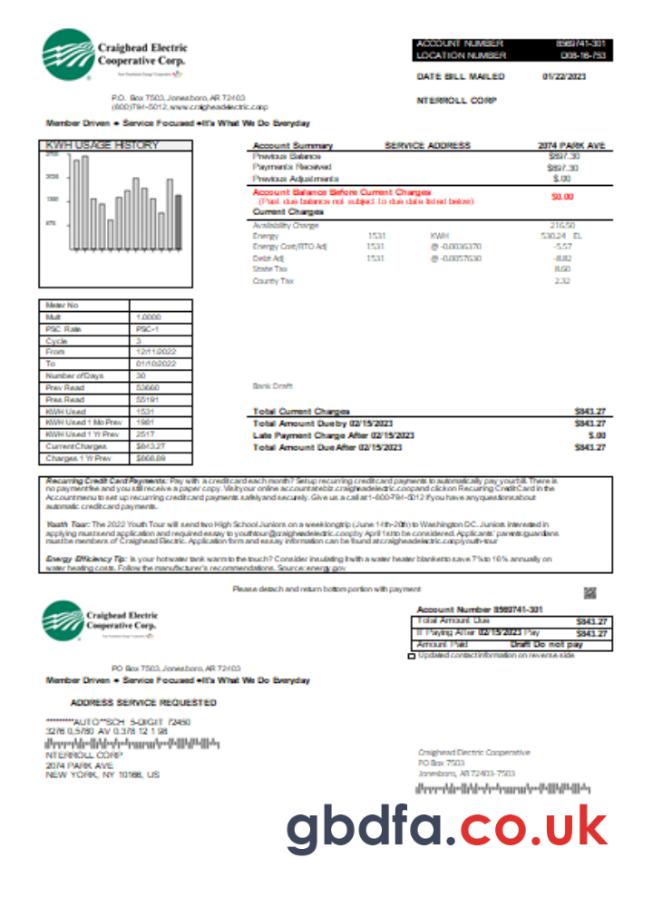 Craighead Electric
Cooperative Corp.
ACCOUNT NUMBER 8569741-301
LOCATION NUMBER D08-16-753
DATE BILL MAILED 01/22/2023
P.O. Box 7503, Jonesboro, AR 72403
(800)794-5012, www.craigheadelectric.coop
NTERROLL CORP
Member Driven • Service Focused •It's What We Do Everyday
KWH USAGE HISTORY
Account Summary SERVICE ADDRESS 2074 PARK AVE
Previous Balance $897.30
Payments Received $897.30
Previous Adjustments $.00
Account Balance Before Current Charges $0.00
(Past due balance not subject to due date listed below)
Current Charges
Availability Charge 216.50
Energy 1531 KWH 530.24 EL
Energy Cost/RTO Adj 1531 @ -0.0036370 -5.57
Debt Adj 1531 @ -0.0057630 -8.82
State Tax 8.60
County Tax 2.32
Meter No
Mult 1.0000
PSC Rate PSC-1
Cycle 3
From 12/11/2022
To 01/10/2022
Number of Days 30
Prev Read 53660
Pres Read 55191
KWH Used 1531
KWH Used 1 Mo Prev 1981
KWH Used 1 Yr Prev 2517
Current Charges $843.27
Charges 1 Yr Prev $868.89
Bank Draft
Total Current Charges $843.27
Total Amount Due by 02/15/2023 $843.27
Late Payment Charge After 02/15/2023 $.00
Total Amount Due After 02/15/2023 $843.27
Recurring Credit Card Payments: Pay with a credit card each month? Setup recurring credit card payments to automatically pay your bill. There is
no payment fee and you still receive a paper copy. Visit your online account at ebiz.craigheadelectric.coop and click on Recurring Credit Card in the
Account menu to set up recurring credit card payments safely and securely. Give us a call at 1-800-794-5012 if you have any questions about
automatic credit card payments.
Youth Tour: The 2022 Youth Tour will send two High School Juniors on a week long trip (June 14th-20th) to Washington DC. Juniors interested in
applying must send application and required essay to youthtour@craigheadelectric.coop by April 1st to be considered. Applicants' parents/guardians
must be members of Craighead Electric. Application form and essay information can be found at craigheadelectric.coop/youth-tour
Energy Efficiency Tip: Is your hot water tank warm to the touch? Consider insulating it with a water heater blanket to save 7% to 16% annually on
water heating costs. Follow the manufacturer's recommendations. Source: energy.gov
Please detach and return bottom portion with payment
Craighead Electric
Cooperative Corp.
Account Number 8569741-301
Total Amount Due $843.27
If Paying After 02/15/2023 Pay $843.27
Amount Paid Draft Do not pay
Updated contact information on reverse side
PO Box 7503, Jonesboro, AR 72403
Member Driven • Service Focused •It's What We Do Everyday
ADDRESS SERVICE REQUESTED
*********AUTO**SCH 5-DIGIT 72450
3276 0.5760 AV 0.378 12 1 98
NTERROLL CORP
2074 PARK AVE
NEW YORK, NY 10166, US
Craighead Electric Cooperative
PO Box 7503
Jonesboro, AR 72403-7503
gbdfa.co.uk